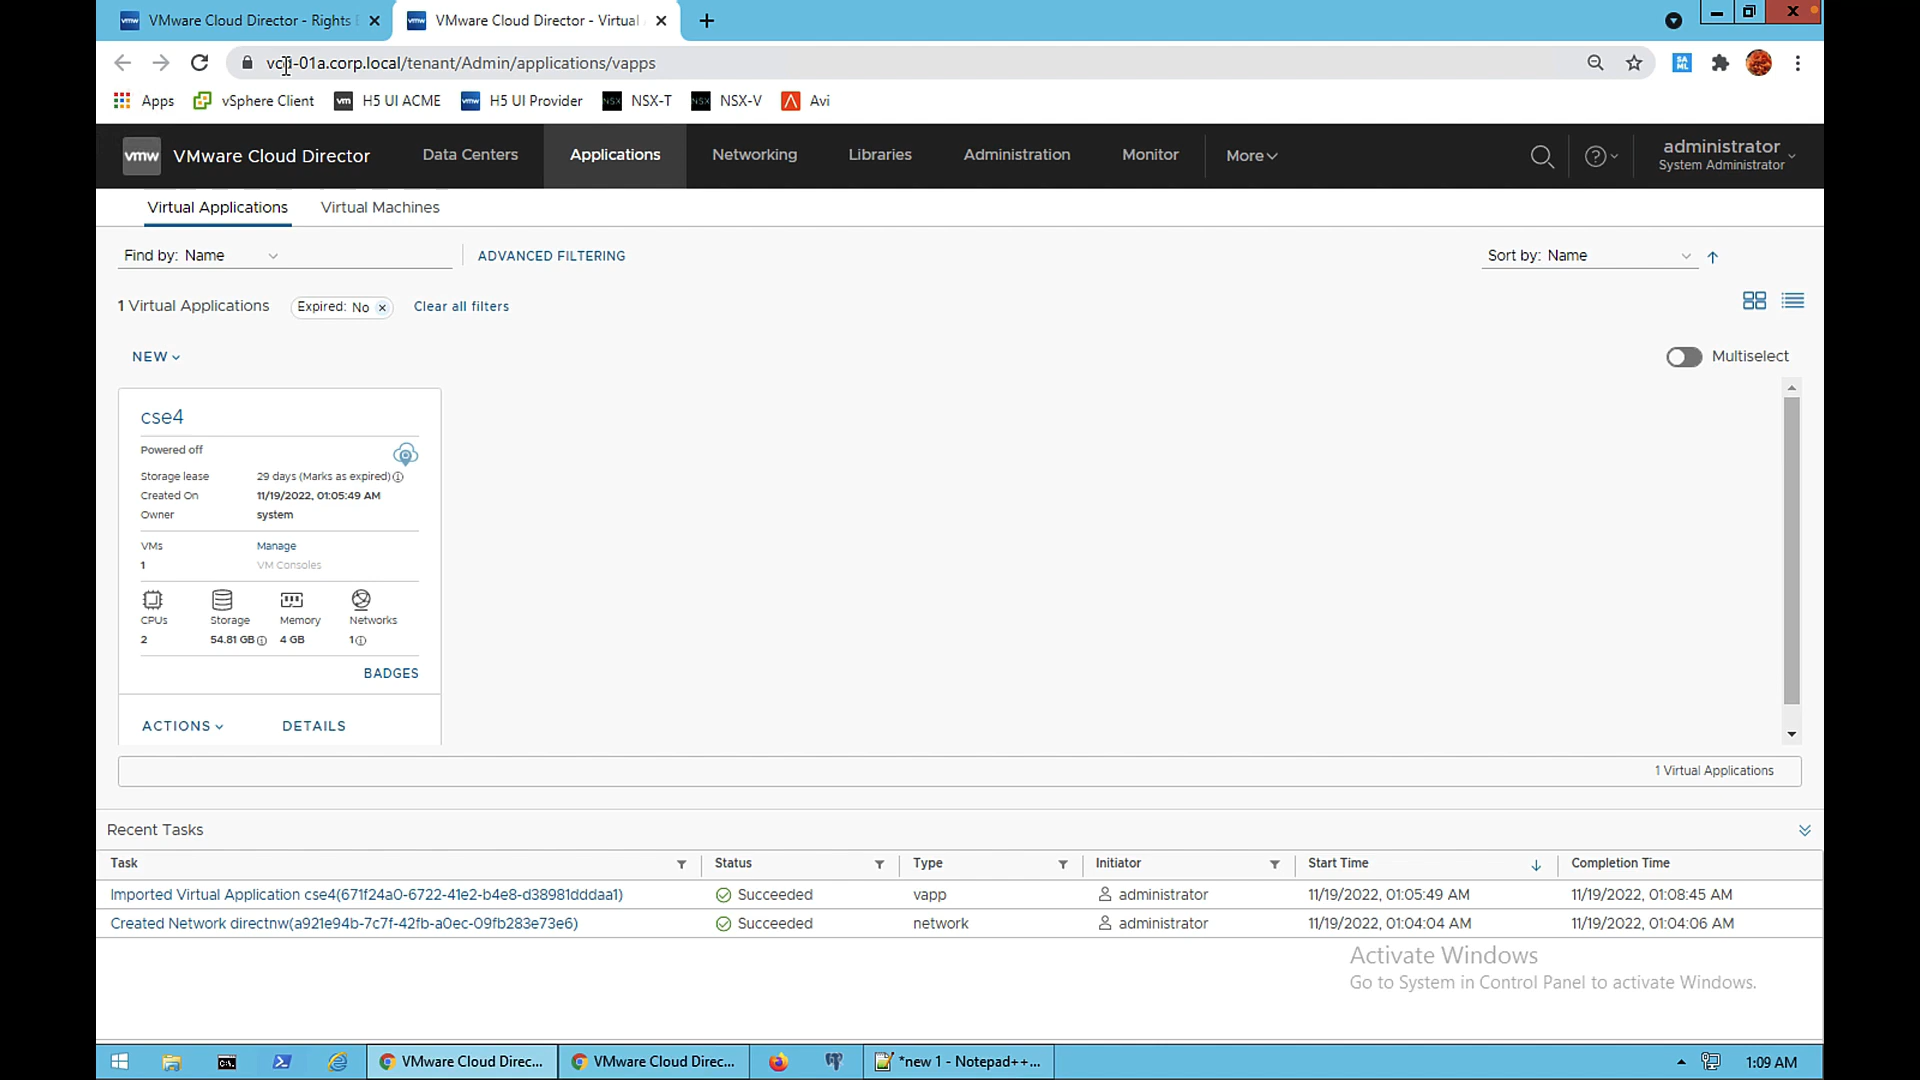 VMware Cloud Director - Rights
VMware Cloud Director - Virtual
-01a.corp.local/tenant/Admin/applications/vapps
Apps
vSphere Client
vm
H5 UI ACME
vmw
H5 UI Provider
NSX
NSX-T
NSX
NSX-V
Avi
vmw
VMware Cloud Director
Data Centers
Applications
Networking
Libraries
Administration
Monitor
More
administrator
System Administrator
Virtual Applications
Virtual Machines
Find by: Name
ADVANCED FILTERING
Sort by: Name
1 Virtual Applications
Expired: No
Clear all filters
NEW
Multiselect
cse4
Powered off
Storage lease 29 days (Marks as expired)
Created On 11/19/2022, 01:05:49 AM
Owner system
VMs Manage
1 VM Consoles
CPUs Storage Memory Networks
2 54.81 GB 4 GB 1
BADGES
ACTIONS DETAILS
1 Virtual Applications
Recent Tasks
Task Status Type Initiator Start Time Completion Time
Imported Virtual Application cse4(671f24a0-6722-41e2-b4e8-d38981dddaa1) Succeeded vapp administrator 11/19/2022, 01:05:49 AM 11/19/2022, 01:08:45 AM
Created Network directnw(a921e94b-7c7f-42fb-a0ec-09fb283e73e6) Succeeded network administrator 11/19/2022, 01:04:04 AM 11/19/2022, 01:04:06 AM
Activate Windows
Go to System in Control Panel to activate Windows.
VMware Cloud Direc...
VMware Cloud Direc...
*new 1 - Notepad++...
1:09 AM